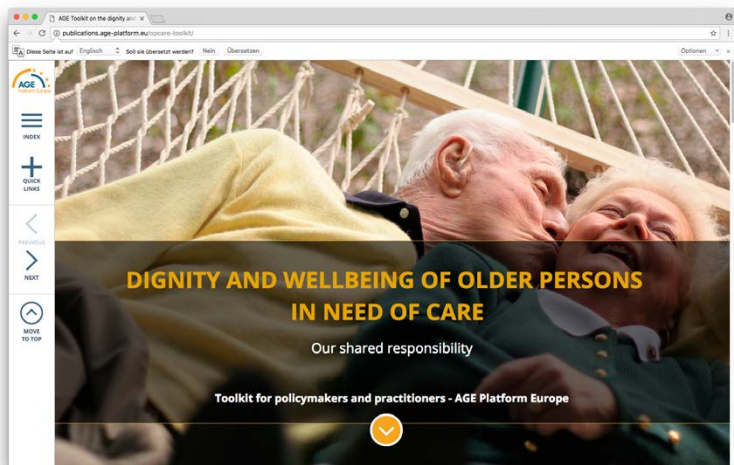 AGE Toolkit on the dignity and
publications.age-platform.eu/opcare-toolkit/
Diese Seite ist auf Englisch Soll sie übersetzt werden? Nein Übersetzen Optionen
AGE
Platform Europe
INDEX
QUICK
LINKS
PREVIOUS
NEXT
MOVE
TO TOP
DIGNITY AND WELLBEING OF OLDER PERSONS
IN NEED OF CARE
Our shared responsibility
Toolkit for policymakers and practitioners - AGE Platform Europe